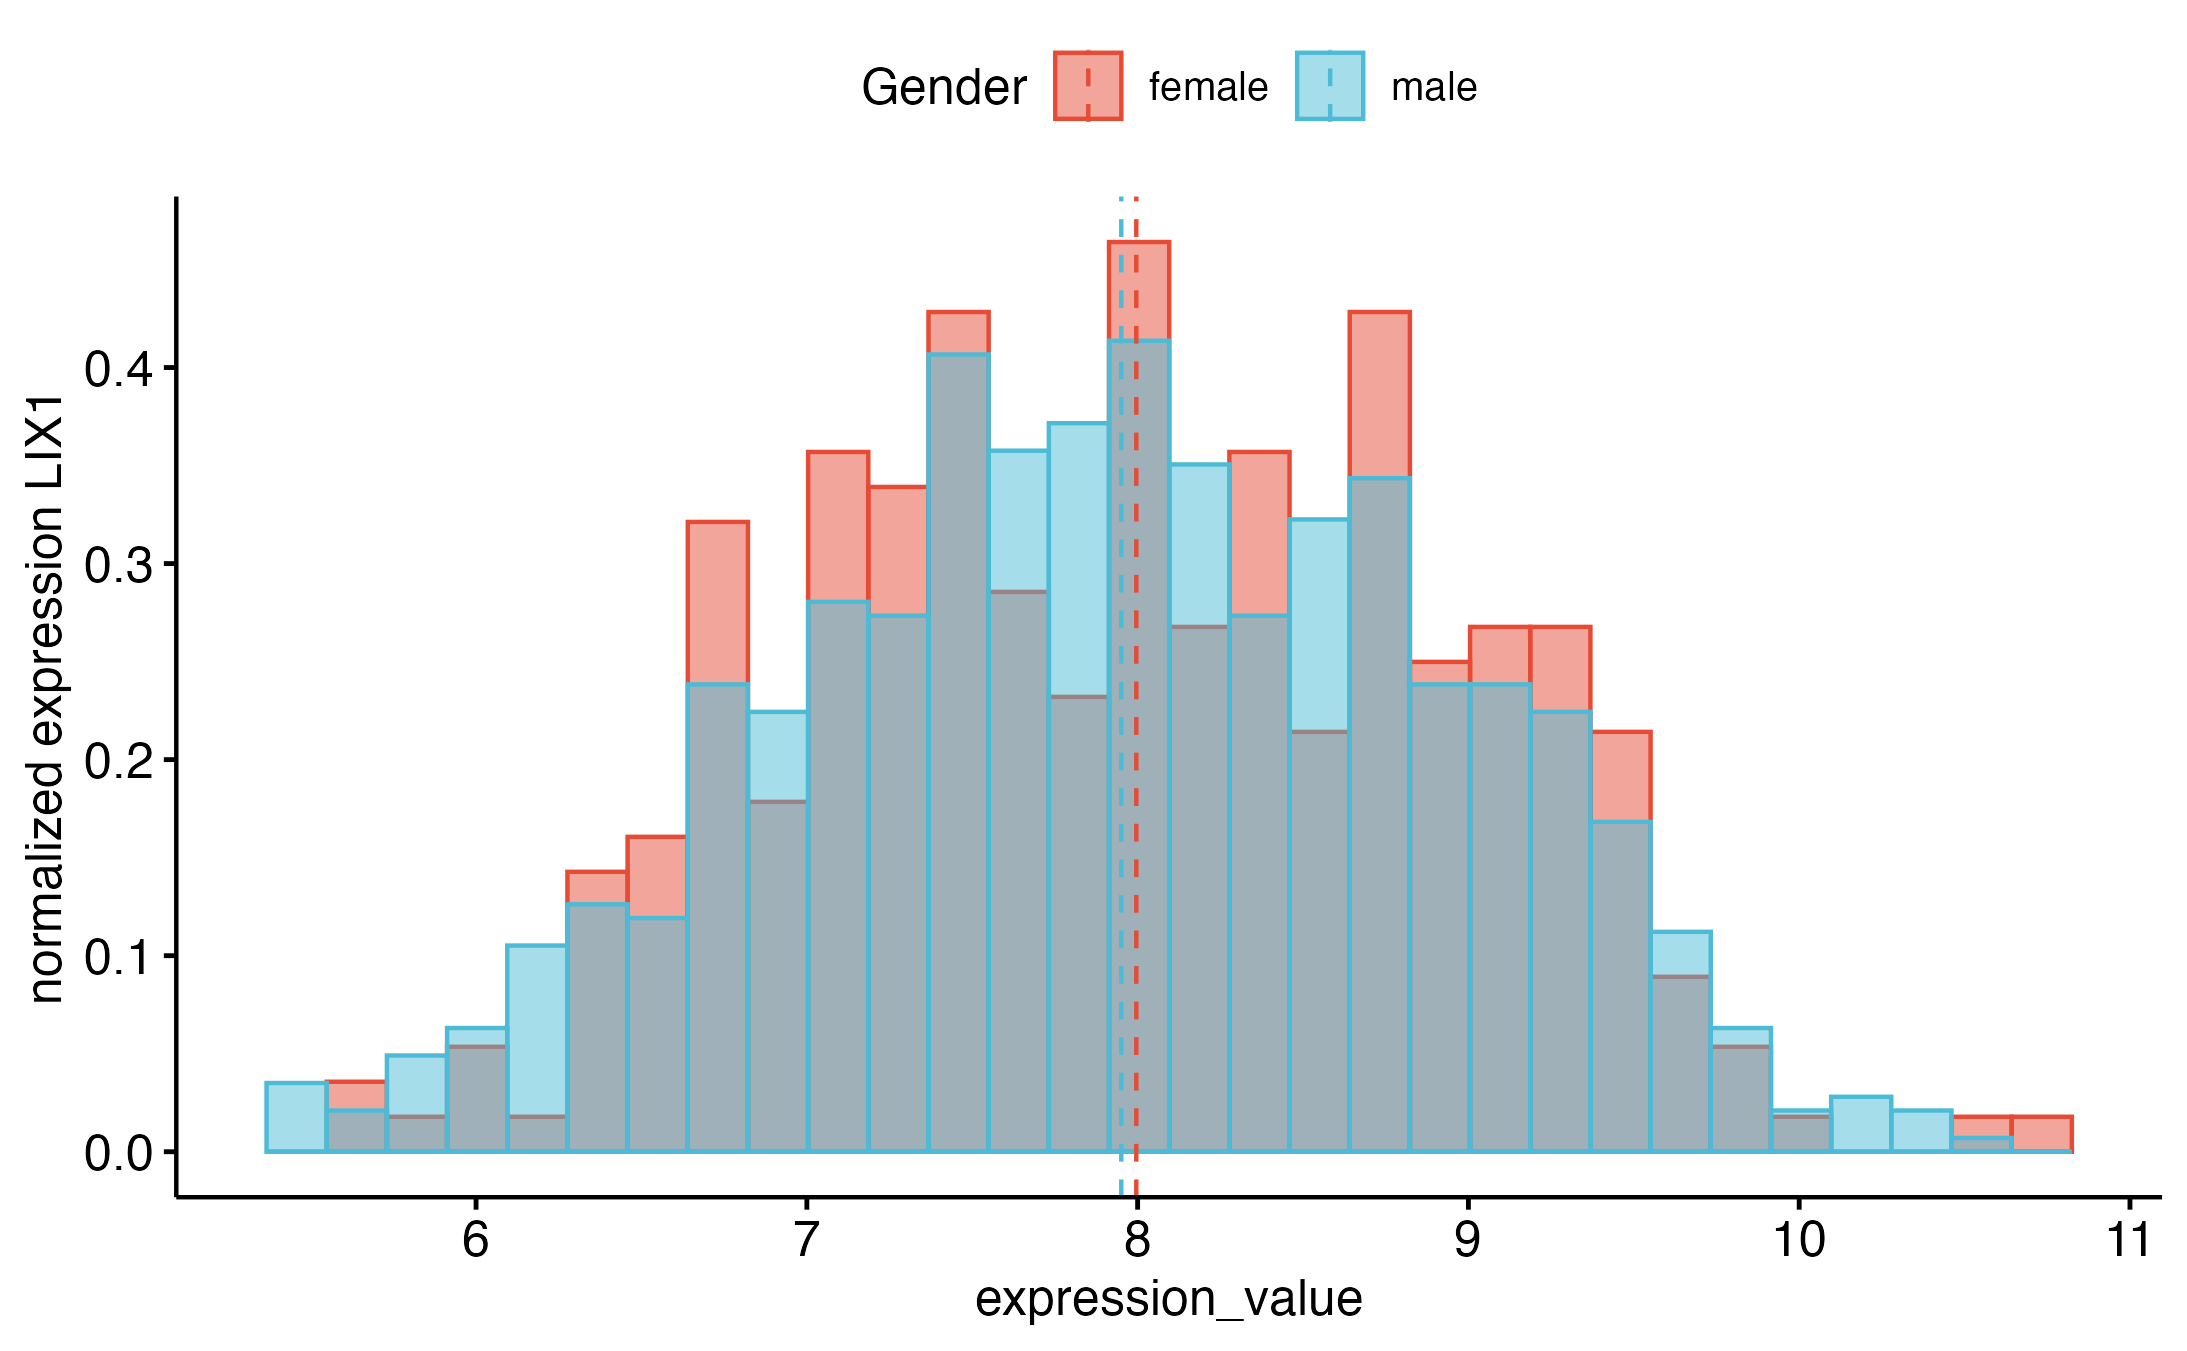 Gender female male
normalized expression LIX1
0.4
0.3
0.2
0.1
0.0
6 7 8 9 10 11
expression_value